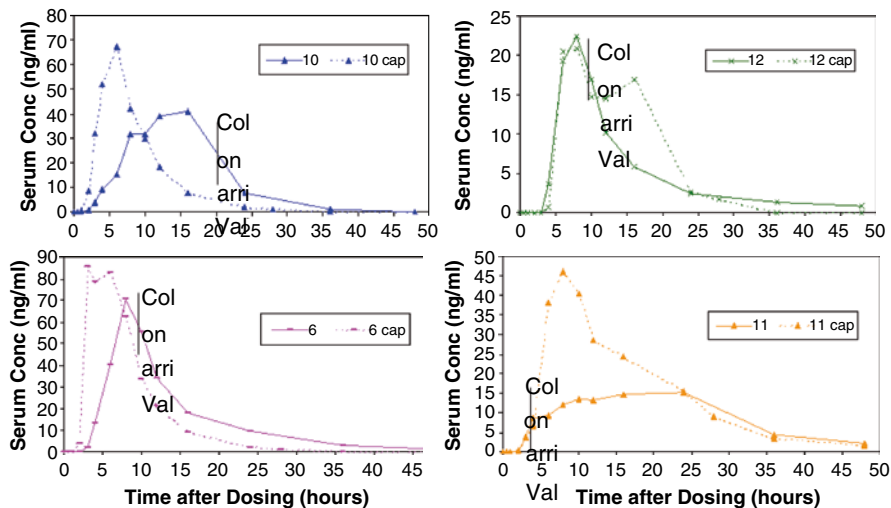 Serum Conc (ng/ml)
80
70
60
50
40
30
20
10
0
10 10 cap
Col
on
arri
Val
0 5 10 15 20 25 30 35 40 45 50
Serum Conc (ng/ml)
25
20
15
10
5
0
12 12 cap
Col
on
arri
Val
0 5 10 15 20 25 30 35 40 45 50
Serum Conc (ng/ml)
90
80
70
60
50
40
30
20
10
0
6 6 cap
Col
on
arri
Val
0 5 10 15 20 25 30 35 40 45
Time after Dosing (hours)
Serum Conc (ng/ml)
50
45
40
35
30
25
20
15
10
5
0
11 11 cap
Col
on
arri
Val
0 5 10 15 20 25 30 35 40 45 50
Time after Dosing (hours)